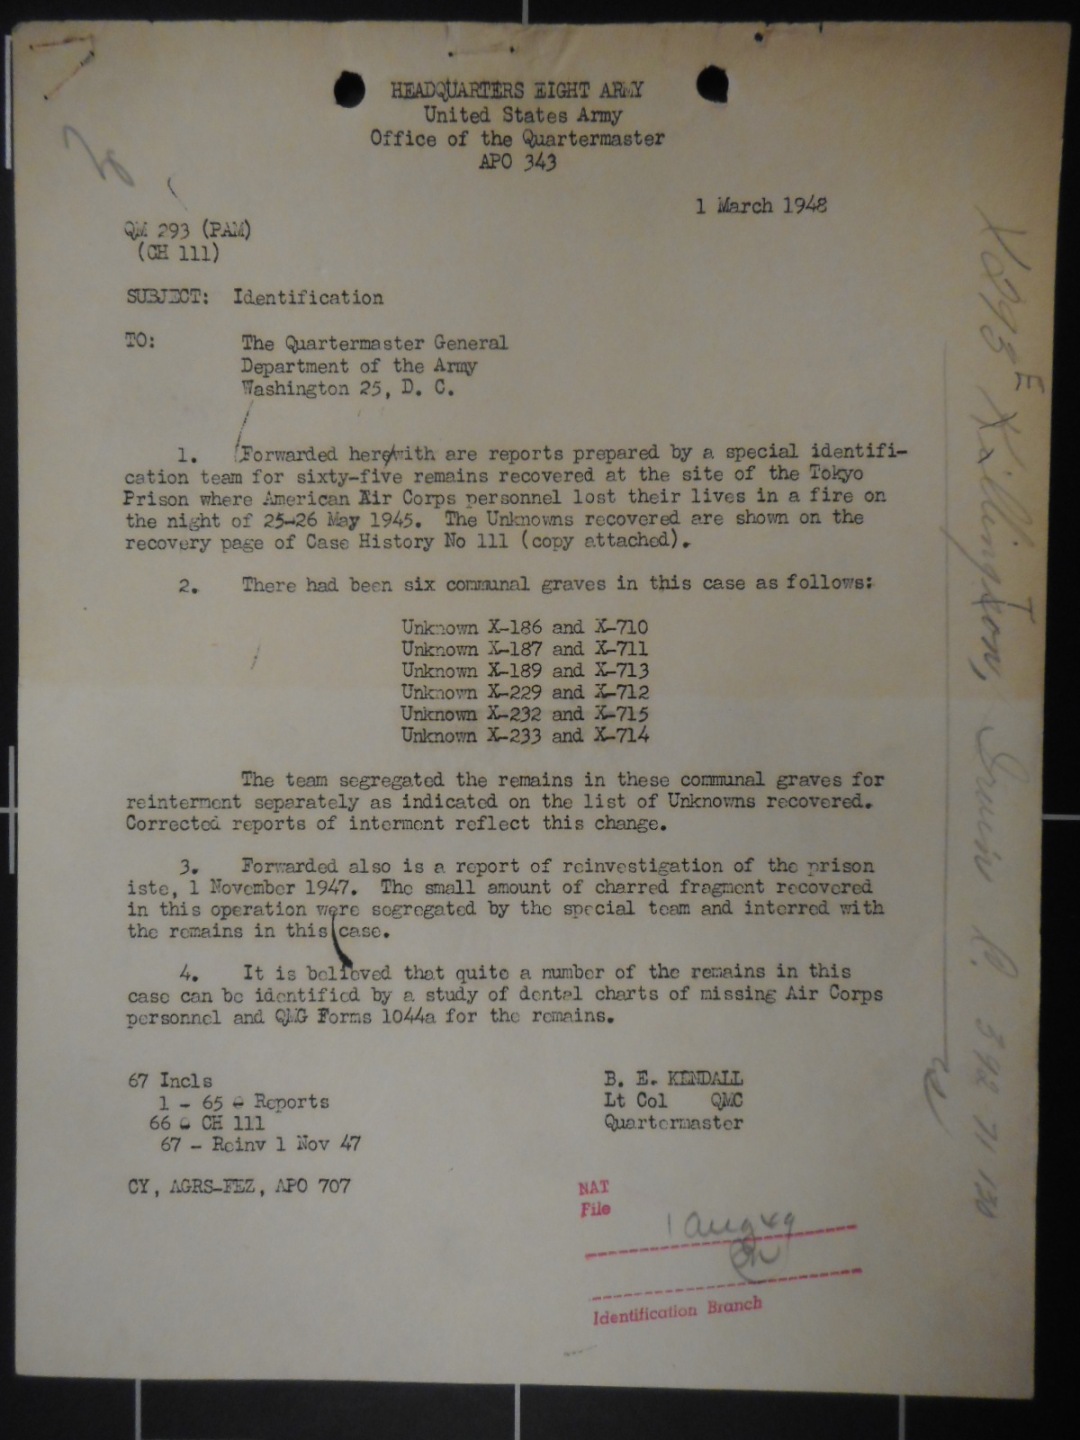 HEADQUARTERS EIGHT ARMY
United States Army
Office of the Quartermaster
APO 343
1 March 1948
QM 293 (PAM)
(CH 111)
SUBJECT: Identification
TO: The Quartermaster General
Department of the Army
Washington 25, D. C.
1. Forwarded herewith are reports prepared by a special identifi-
cation team for sixty-five remains recovered at the site of the Tokyo
Prison where American Air Corps personnel lost their lives in a fire on
the night of 25-26 May 1945. The Unknowns recovered are shown on the
recovery page of Case History No 111 (copy attached).
2. There had been six communal graves in this case as follows:
Unknown X-186 and X-710
Unknown X-187 and X-711
Unknown X-189 and X-713
Unknown X-229 and X-712
Unknown X-232 and X-715
Unknown X-233 and X-714
The team segregated the remains in these communal graves for
reinterment separately as indicated on the list of Unknowns recovered.
Corrected reports of interment reflect this change.
3. Forwarded also is a report of reinvestigation of the prison
iste, 1 November 1947. The small amount of charred fragment recovered
in this operation were segregated by the special team and interred with
the remains in this case.
4. It is believed that quite a number of the remains in this
case can be identified by a study of dental charts of missing Air Corps
personnel and QMG Forms 1044a for the remains.
67 Incls
1 - 65 - Reports
66 - CH 111
67 - Reinv 1 Nov 47
B. E. KENDALL
Lt Col QMC
Quartermaster
CY, AGRS-FEZ, APO 707
NAT
File
1 Aug 49
Identification Branch